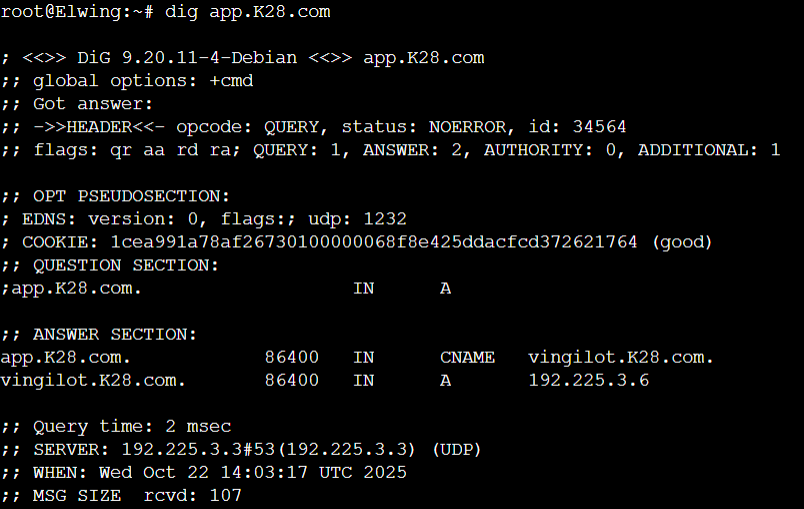 root@Elwing:~# dig app.K28.com
; <<>> DiG 9.20.11-4-Debian <<>> app.K28.com
;; global options: +cmd
;; Got answer:
;; ->>HEADER<<- opcode: QUERY, status: NOERROR, id: 34564
;; flags: qr aa rd ra; QUERY: 1, ANSWER: 2, AUTHORITY: 0, ADDITIONAL: 1
;; OPT PSEUDOSECTION:
; EDNS: version: 0, flags:; udp: 1232
; COOKIE: 1cea991a78af26730100000068f8e425ddacfcd372621764 (good)
;; QUESTION SECTION:
;app.K28.com. IN A
;; ANSWER SECTION:
app.K28.com. 86400 IN CNAME vingilot.K28.com.
vingilot.K28.com. 86400 IN A 192.225.3.6
;; Query time: 2 msec
;; SERVER: 192.225.3.3#53(192.225.3.3) (UDP)
;; WHEN: Wed Oct 22 14:03:17 UTC 2025
;; MSG SIZE rcvd: 107